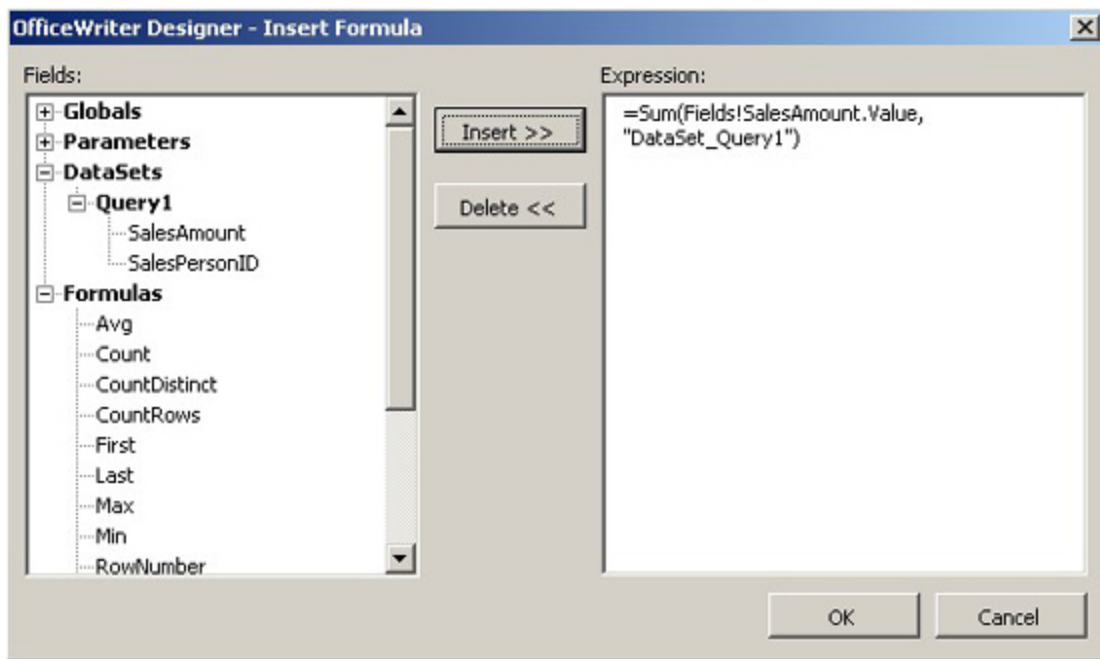 OfficeWriter Designer - Insert Formula
Fields:
Globals
Parameters
DataSets
Query1
SalesAmount
SalesPersonID
Formulas
Avg
Count
CountDistinct
CountRows
First
Last
Max
Min
RowNumber
Insert >>
Delete <<
Expression:
=Sum(Fields!SalesAmount.Value,
"DataSet_Query1")
OK
Cancel